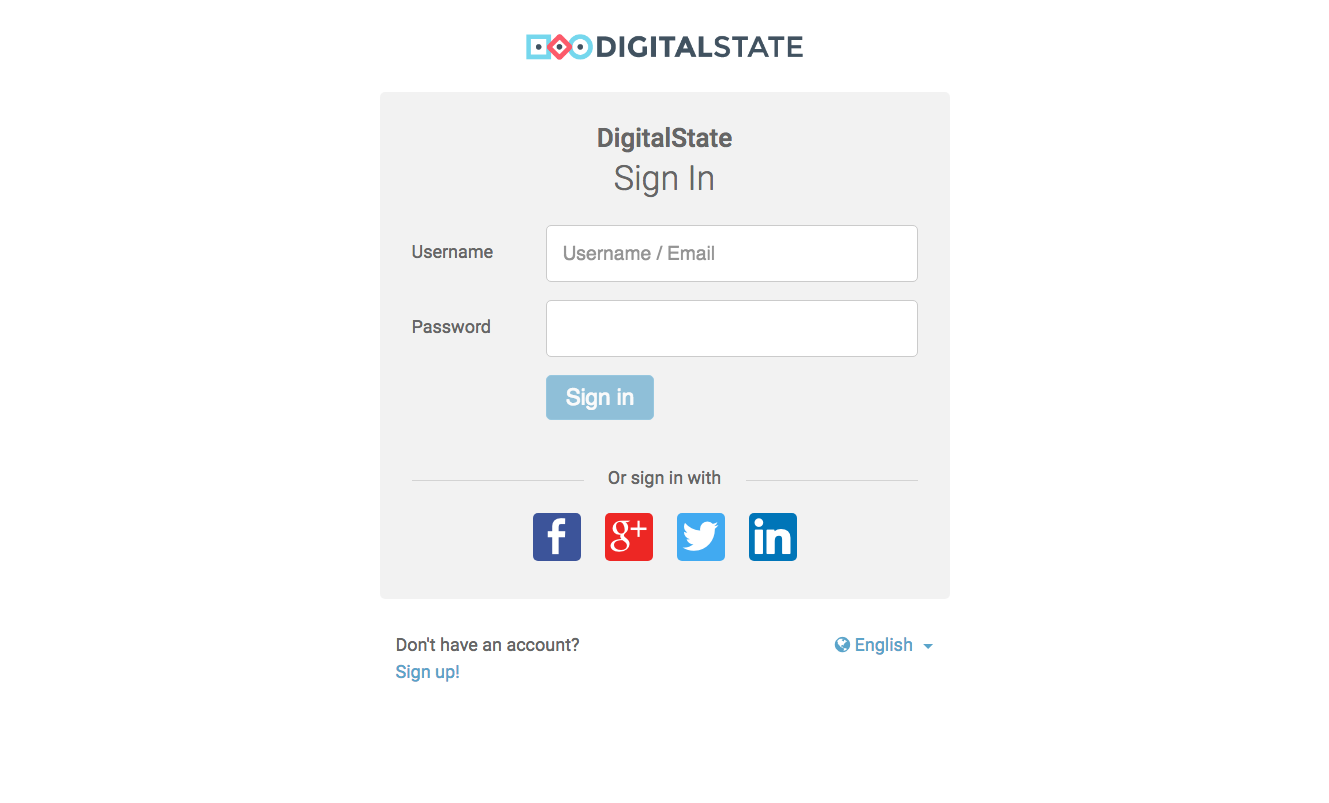 DIGITALSTATE
DigitalState
Sign In
Username
Username / Email
Password
Sign in
Or sign in with
f
g+
in
Don't have an account?
English
Sign up!